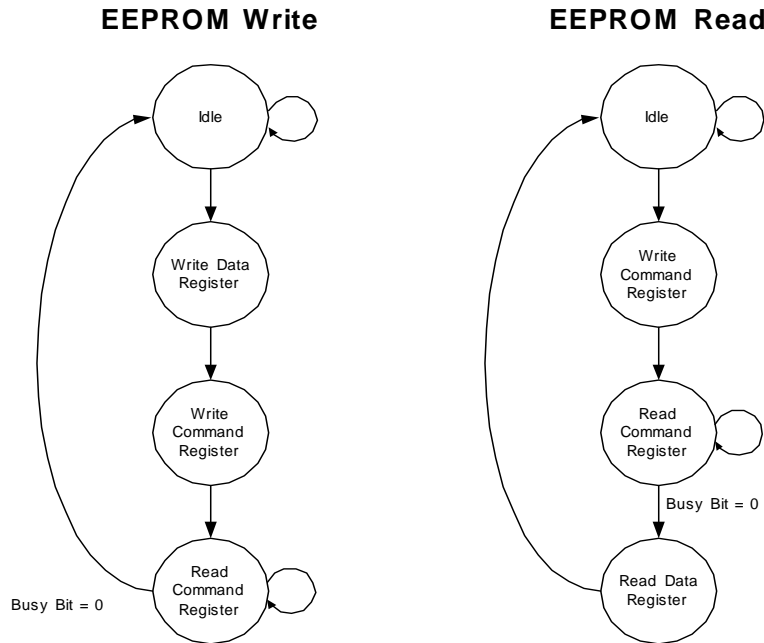 EEPROM Write
Idle
Write Data
Register
Write
Command
Register
Read
Command
Register
Busy Bit = 0
EEPROM Read
Idle
Write
Command
Register
Read
Command
Register
Busy Bit = 0
Read Data
Register